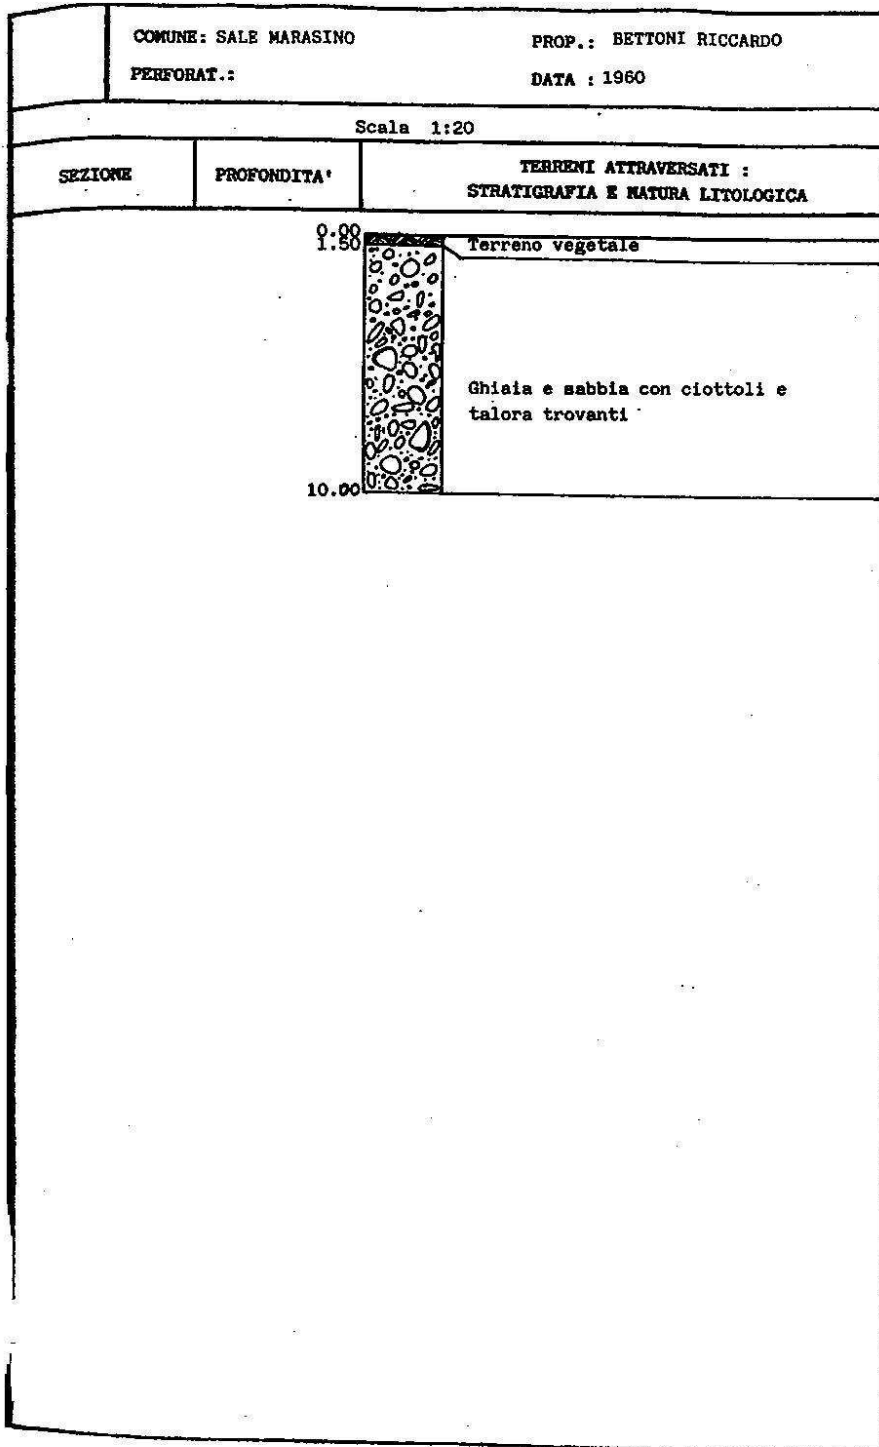 COMUNE: SALE MARASINO
PROP.: BETTONI RICCARDO
PERFORAT.:
DATA : 1960
Scala 1:20
SEZIONE
PROFONDITA'
TERRENI ATTRAVERSATI :
STRATIGRAFIA E NATURA LITOLOGICA
0.00
1.50
Terreno vegetale
Ghiaia e sabbia con ciottoli e
talora trovanti
10.00